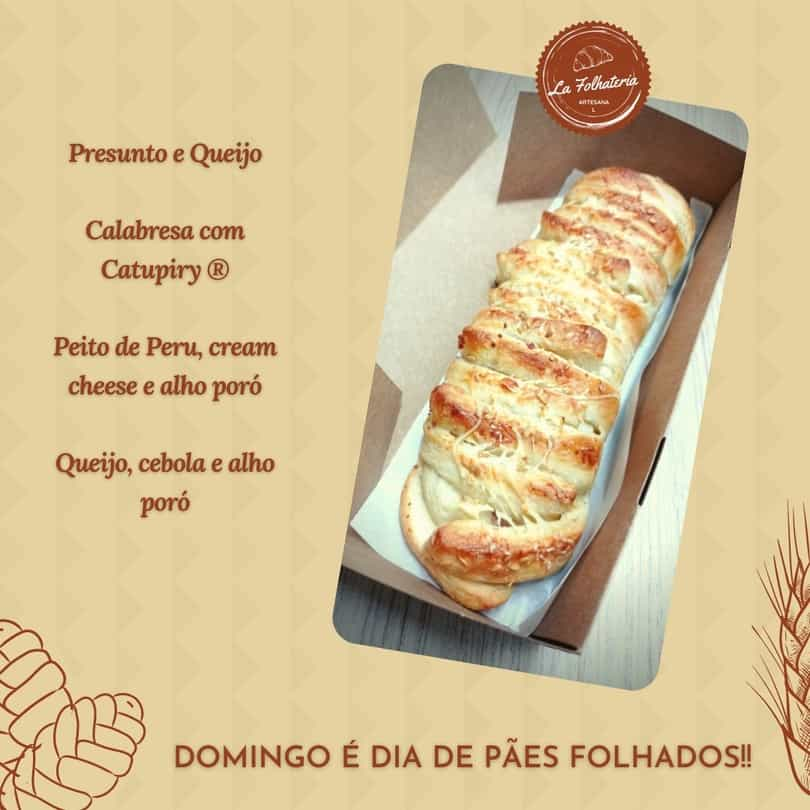 La Folhateria
ARTESANA
L
Presunto e Queijo
Calabresa com
Catupiry ®
Peito de Peru, cream
cheese e alho poró
Queijo, cebola e alho
poró
DOMINGO É DIA DE PÃES FOLHADOS!!